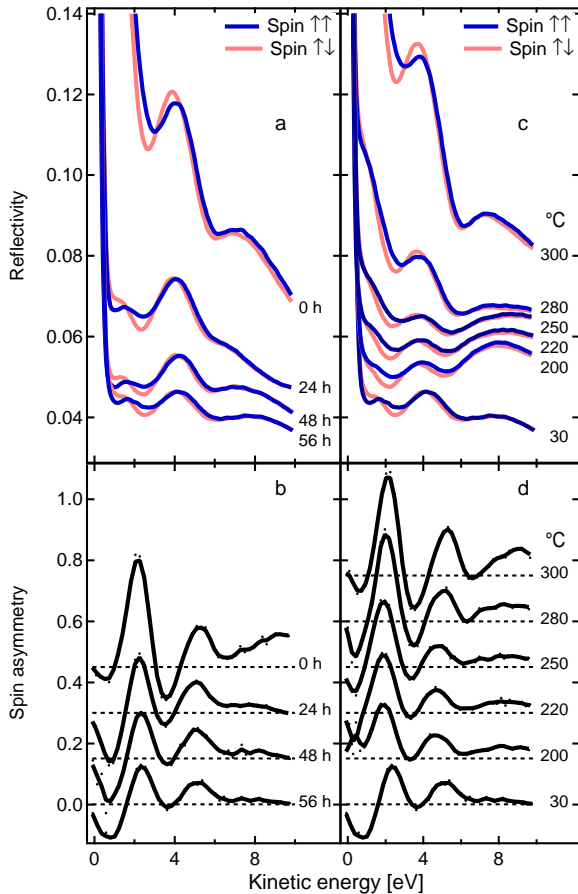 Spin ↑↑
Spin ↑↓
Spin ↑↑
Spin ↑↓
0.14
0.12
0.10
0.08
0.06
0.04
Reflectivity
a
0 h
24 h
48 h
56 h
c
°C
300
280
250
220
200
30
1.0
0.8
0.6
0.4
0.2
0.0
Spin asymmetry
b
0 h
24 h
48 h
56 h
d
°C
300
280
250
220
200
30
0
4
8
0
4
8
Kinetic energy [eV]